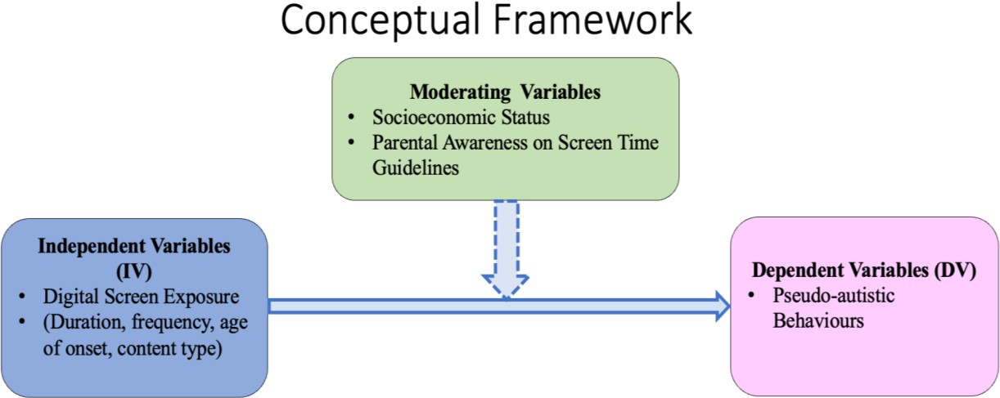 Conceptual Framework
Moderating Variables
• Socioeconomic Status
• Parental Awareness on Screen Time
Guidelines
Independent Variables
(IV)
• Digital Screen Exposure
• (Duration, frequency, age
of onset, content type)
Dependent Variables (DV)
• Pseudo-autistic
Behaviours